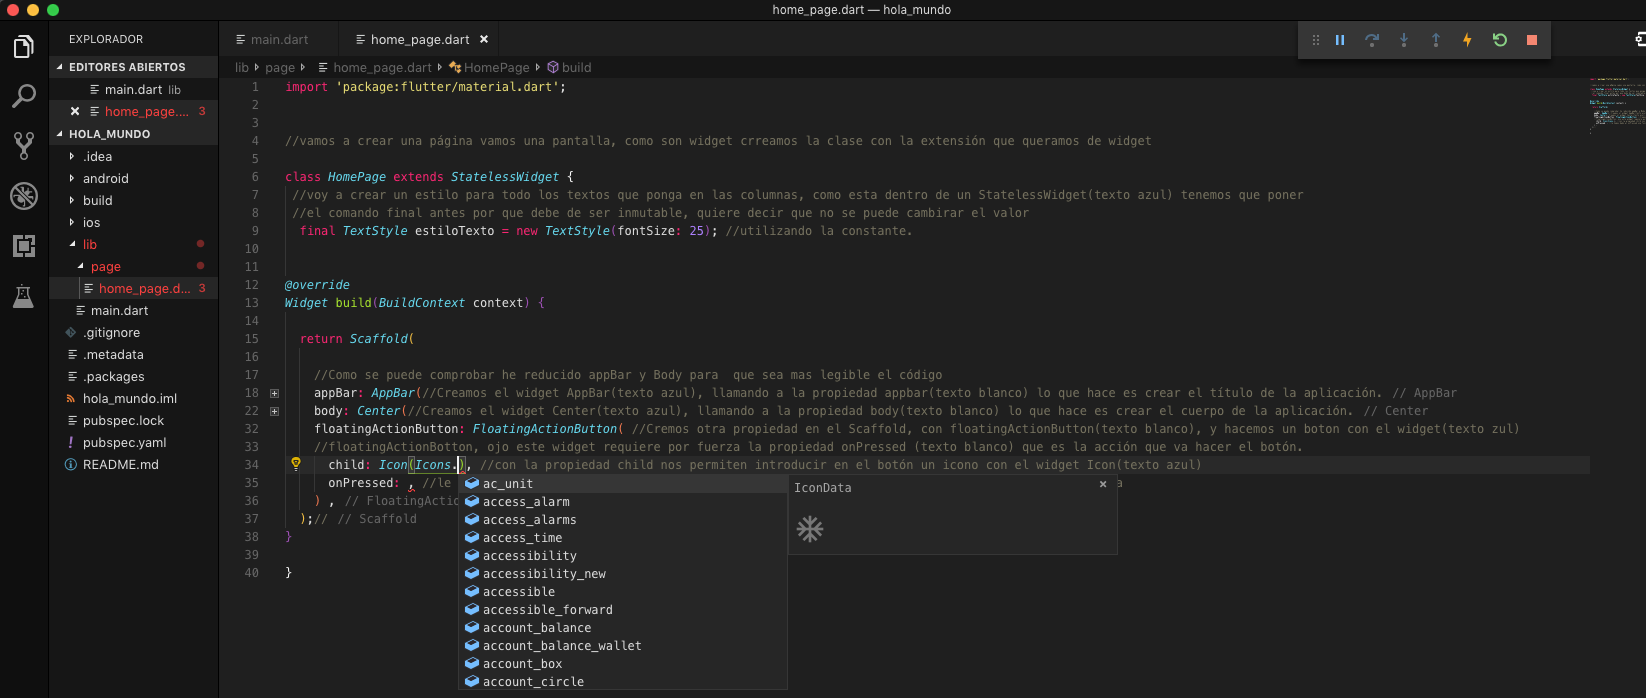 home_page.dart — hola_mundo
EXPLORADOR
EDITORES ABIERTOS
main.dart lib
home_page.... 3
HOLA_MUNDO
.idea
android
build
ios
lib
page
home_page.d... 3
main.dart
.gitignore
.metadata
.packages
hola_mundo.iml
pubspec.lock
pubspec.yaml
README.md
main.dart
home_page.dart
lib page home_page.dart HomePage build
1 import 'package:flutter/material.dart';
2
3
4 //vamos a crear una página vamos una pantalla, como son widget crreamos la clase con la extensión que queramos de widget
5
6 class HomePage extends StatelessWidget {
7 //voy a crear un estilo para todo los textos que ponga en las columnas, como esta dentro de un StatelessWidget(texto azul) tenemos que poner
8 //el comando final antes por que debe de ser inmutable, quiere decir que no se puede cambirar el valor
9 final TextStyle estiloTexto = new TextStyle(fontSize: 25); //utilizando la constante.
10
11
12 @override
13 Widget build(BuildContext context) {
14
15 return Scaffold(
16
17 //Como se puede comprobar he reducido appBar y Body para  que sea mas legible el código
18 appBar: AppBar(//Creamos el widget AppBar(texto azul), llamando a la propiedad appbar(texto blanco) lo que hace es crear el título de la aplicación. // AppBar
22 body: Center(//Creamos el widget Center(texto azul), llamando a la propiedad body(texto blanco) lo que hace es crear el cuerpo de la aplicación. // Center
32 floatingActionButton: FloatingActionButton( //Cremos otra propiedad en el Scaffold, con floatingActionButton(texto blanco), y hacemos un boton con el widget(texto zul)
33 //floatingActionBotton, ojo este widget requiere por fuerza la propiedad onPressed (texto blanco) que es la acción que va hacer el botón.
34 child: Icon(Icons.), //con la propiedad child nos permiten introducir en el botón un icono con el widget Icon(texto azul)
35 onPressed: , //le
36 ) , // FloatingActio
37 );// // Scaffold
38 }
39
40 }
ac_unit
access_alarm
access_alarms
access_time
accessibility
accessibility_new
accessible
accessible_forward
account_balance
account_balance_wallet
account_box
account_circle
IconData